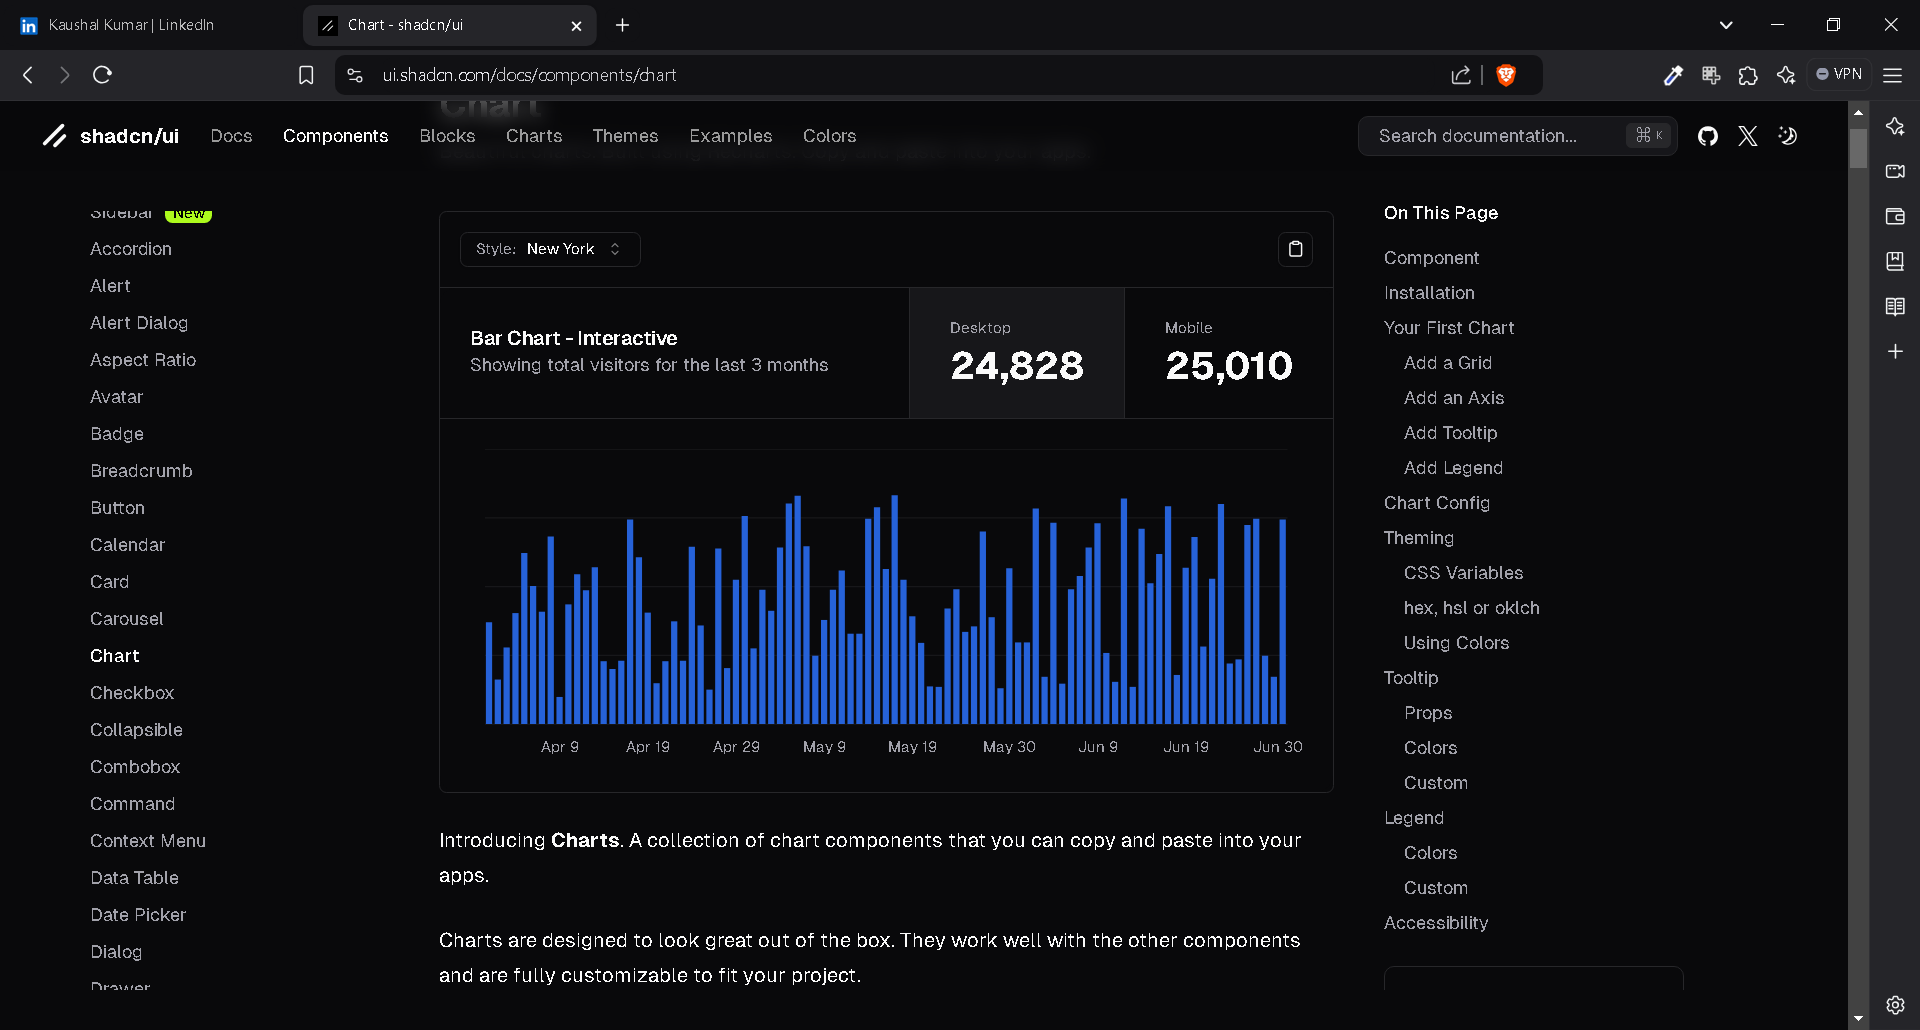 Kaushal Kumar | LinkedIn
Chart - shadcn/ui
ui.shadcn.com/docs/components/chart
VPN
Chart
shadcn/ui
Docs
Components
Blocks
Charts
Themes
Examples
Colors
Search documentation...
⌘ K
Sidebar
New
Accordion
Alert
Alert Dialog
Aspect Ratio
Avatar
Badge
Breadcrumb
Button
Calendar
Card
Carousel
Chart
Checkbox
Collapsible
Combobox
Command
Context Menu
Data Table
Date Picker
Dialog
Drawer
Style: New York
Bar Chart - Interactive
Showing total visitors for the last 3 months
Desktop
24,828
Mobile
25,010
Apr 9
Apr 19
Apr 29
May 9
May 19
May 30
Jun 9
Jun 19
Jun 30
Introducing Charts. A collection of chart components that you can copy and paste into your
apps.
Charts are designed to look great out of the box. They work well with the other components
and are fully customizable to fit your project.
On This Page
Component
Installation
Your First Chart
Add a Grid
Add an Axis
Add Tooltip
Add Legend
Chart Config
Theming
CSS Variables
hex, hsl or oklch
Using Colors
Tooltip
Props
Colors
Custom
Legend
Colors
Custom
Accessibility